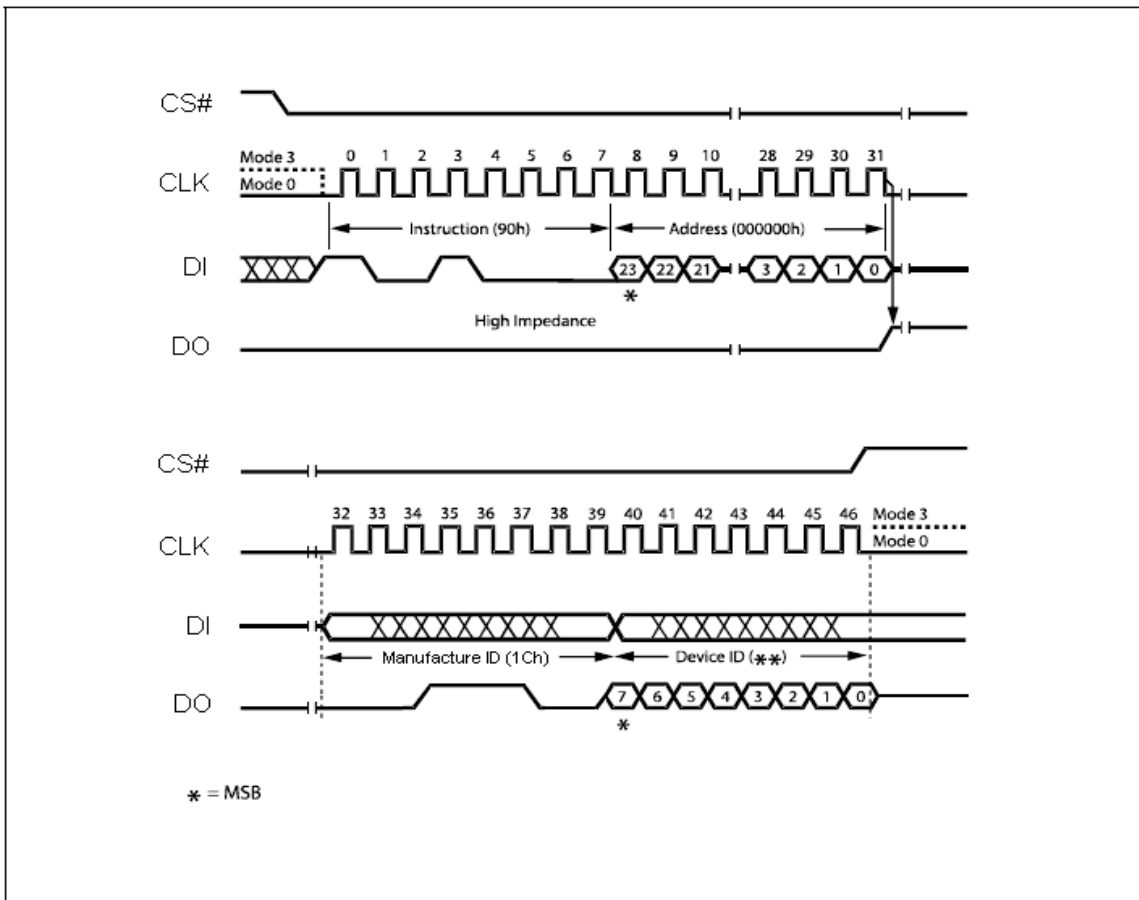 CS#
Mode 3
0 1 2 3 4 5 6 7 8 9 10 28 29 30 31
CLK
Mode 0
Instruction (90h) Address (000000h)
DI
23 22 21 3 2 1 0
*
High Impedance
DO
CS#
32 33 34 35 36 37 38 39 40 41 42 43 44 45 46 Mode 3
CLK
Mode 0
DI
Manufacture ID (1Ch) Device ID (**)
DO
7 6 5 4 3 2 1 0
*
* = MSB